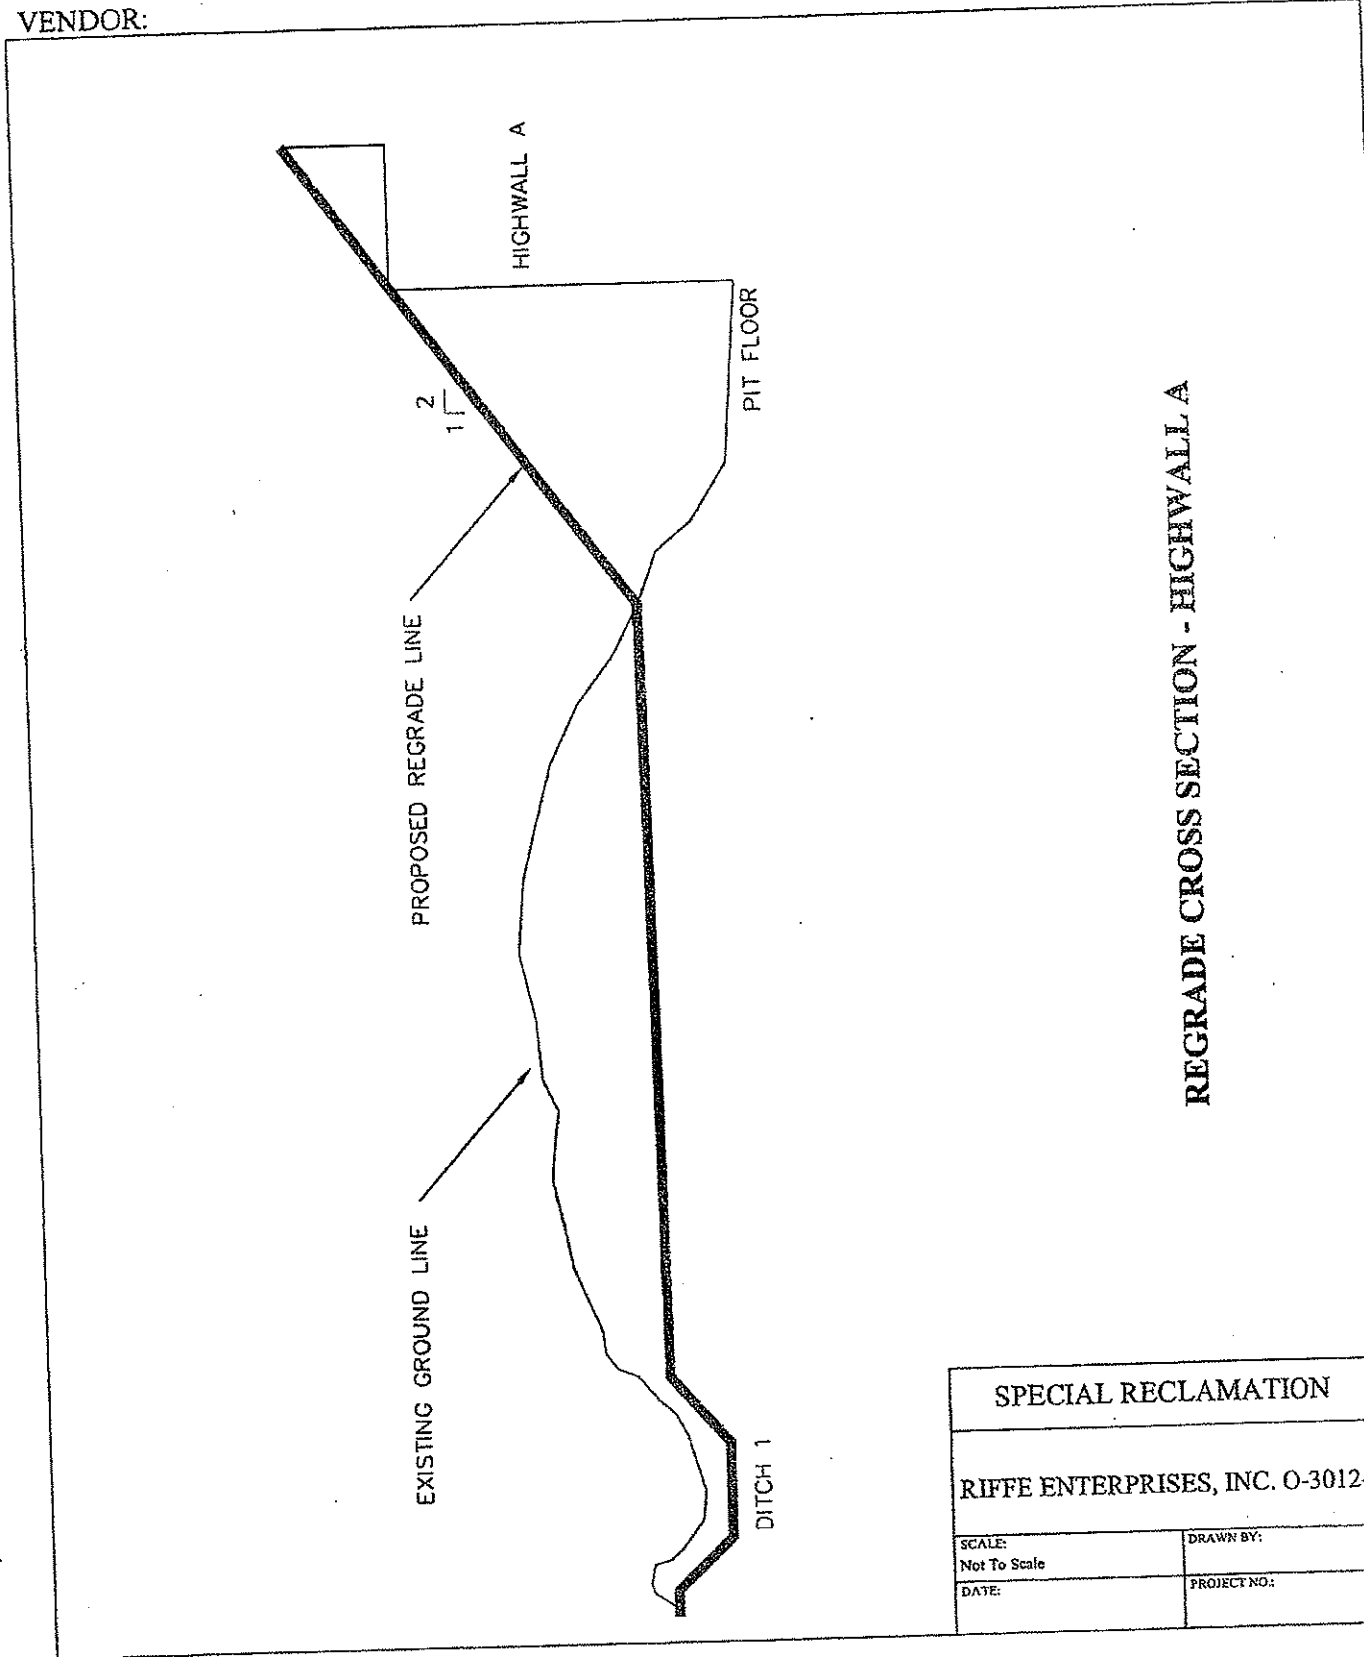 VENDOR:
HIGHWALL A
PIT FLOOR
2
1
PROPOSED REGRADE LINE
EXISTING GROUND LINE
DITCH 1
REGRADE CROSS SECTION - HIGHWALL A
SPECIAL RECLAMATION
RIFFE ENTERPRISES, INC. O-3012-
SCALE:
Not To Scale
DRAWN BY:
DATE:
PROJECT NO.: